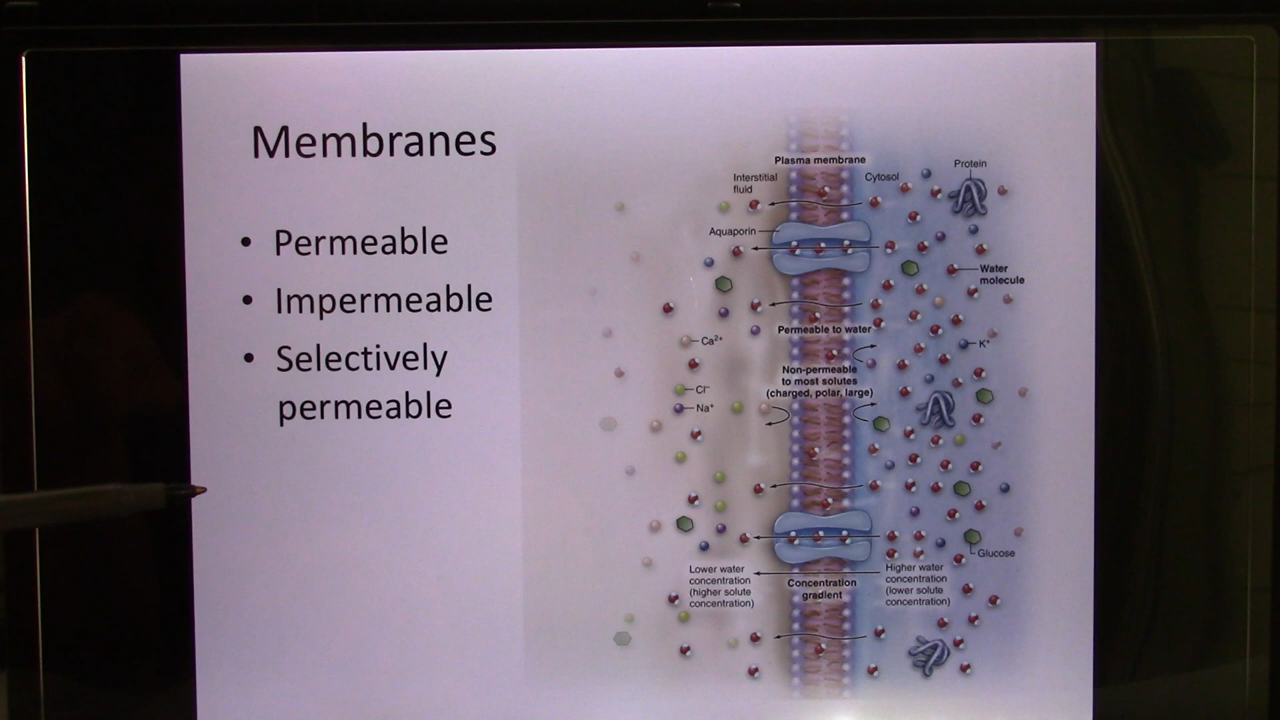 Membranes
• Permeable
• Impermeable
• Selectively
permeable
Plasma membrane
Interstitial
fluid
Cytosol
Protein
Aquaporin
Water
molecule
Permeable to water
Ca²⁺
K⁺
Non-permeable
to most solutes
(charged, polar, large)
Cl⁻
Na⁺
Glucose
Lower water
concentration
(higher solute
concentration)
Concentration
gradient
Higher water
concentration
(lower solute
concentration)